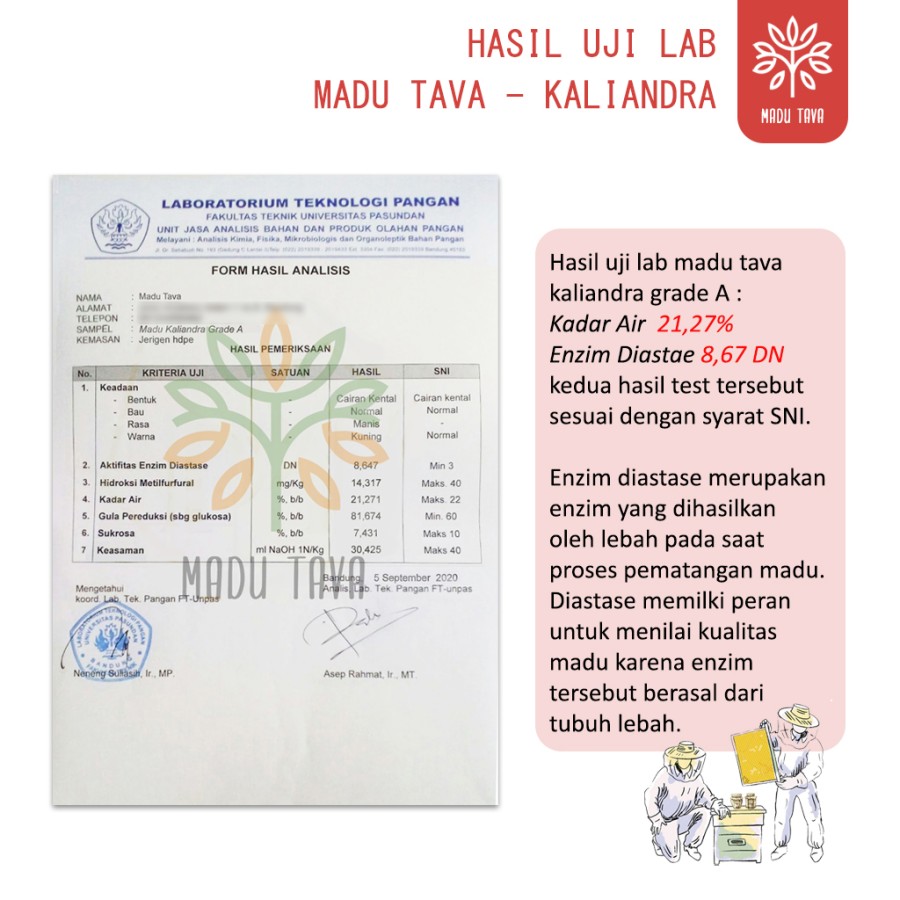 HASIL UJI LAB
MADU TAVA – KALIANDRA
MADU TAVA
LABORATORIUM TEKNOLOGI PANGAN
FAKULTAS TEKNIK UNIVERSITAS PASUNDAN
UNIT JASA ANALISIS BAHAN DAN PRODUK OLAHAN PANGAN
Melayani : Analisis Kimia, Fisika, Mikrobiologis dan Organoleptik Bahan Pangan
FORM HASIL ANALISIS
NAMA : Madu Tava
ALAMAT :
TELEPON :
SAMPEL : Madu Kaliandra Grade A
KEMASAN : Jerigen hdpe
HASIL PEMERIKSAAN
No. KRITERIA UJI SATUAN HASIL SNI
1. Keadaan
- Bentuk - Cairan Kental Cairan kental
- Bau - Normal Normal
- Rasa - Manis -
- Warna - Kuning Normal
2. Aktifitas Enzim Diastase DN 8,647 Min 3
3. Hidroksi Metilfurfural mg/Kg 14,317 Maks. 40
4. Kadar Air %, b/b 21,271 Maks. 22
5. Gula Pereduksi (sbg glukosa) %, b/b 81,674 Min. 60
6. Sukrosa %, b/b 7,431 Maks 10
7 Keasaman ml NaOH 1N/Kg 30,425 Maks 40
MADU TAVA
Bandung, 5 September 2020
Mengetahui Analis. Lab. Tek. Pangan FT-unpas
koord. Lab. Tek. Pangan FT-Unpas
LABORATORIUM TEKNOLOGI PANGAN
UNIVERSITAS PASUNDAN
BANDUNG
Neneng Suliasih, Ir., MP. Asep Rahmat, Ir., MT.
Hasil uji lab madu tava
kaliandra grade A :
Kadar Air 21,27%
Enzim Diastae 8,67 DN
kedua hasil test tersebut
sesuai dengan syarat SNI.
Enzim diastase merupakan
enzim yang dihasilkan
oleh lebah pada saat
proses pematangan madu.
Diastase memilki peran
untuk menilai kualitas
madu karena enzim
tersebut berasal dari
tubuh lebah.